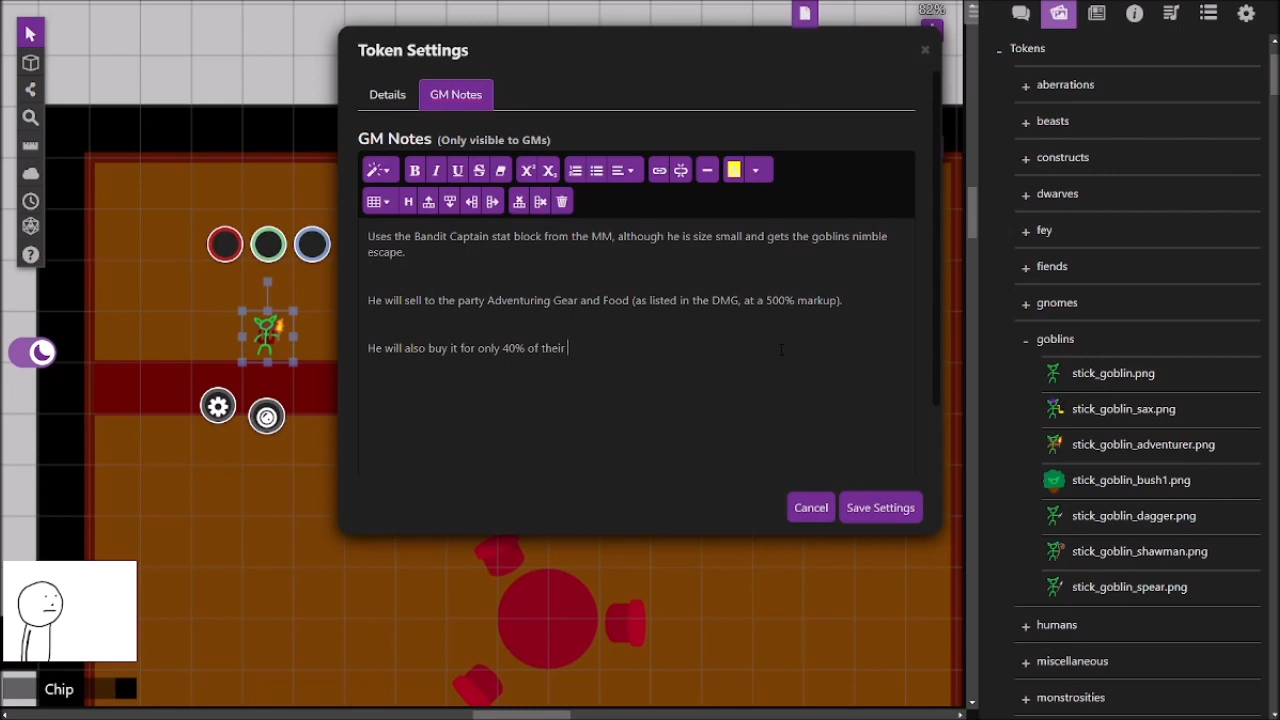 82%
Token Settings
×
Details
GM Notes
GM Notes (Only visible to GMs)
B I U S X² X₂
H
Uses the Bandit Captain stat block from the MM, although he is size small and gets the goblins nimble
escape.
He will sell to the party Adventuring Gear and Food (as listed in the DMG, at a 500% markup).
He will also buy it for only 40% of their
Cancel
Save Settings
Chip
Tokens
aberrations
beasts
constructs
dwarves
fey
fiends
gnomes
goblins
stick_goblin.png
stick_goblin_sax.png
stick_goblin_adventurer.png
stick_goblin_bush1.png
stick_goblin_dagger.png
stick_goblin_shawman.png
stick_goblin_spear.png
humans
miscellaneous
monstrosities